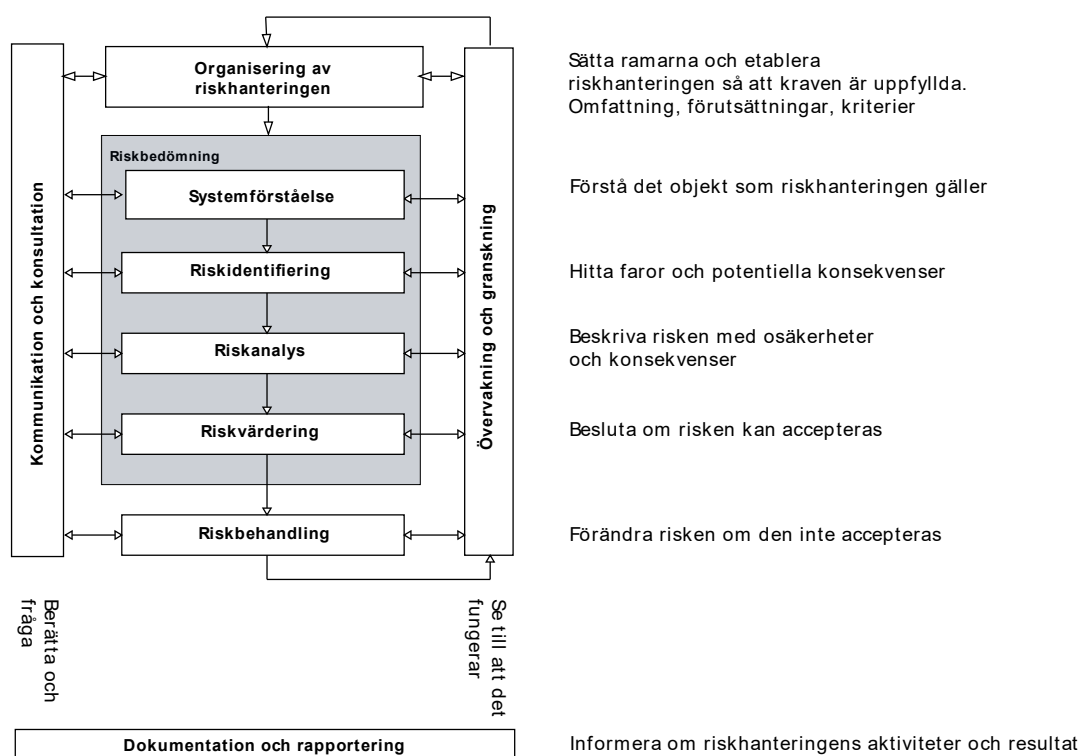 Organisering av
riskhanteringen
Sätta ramarna och etablera
riskhanteringen så att kraven är uppfyllda.
Omfattning, förutsättningar, kriterier
Kommunikation och konsultation
Riskbedömning
Systemförståelse
Förstå det objekt som riskhanteringen gäller
Riskidentifiering
Hitta faror och potentiella konsekvenser
Riskanalys
Beskriva risken med osäkerheter
och konsekvenser
Riskvärdering
Besluta om risken kan accepteras
Övervakning och granskning
Riskbehandling
Förändra risken om den inte accepteras
Berätta och
fråga
Se till att det
fungerar
Dokumentation och rapportering
Informera om riskhanteringens aktiviteter och resultat